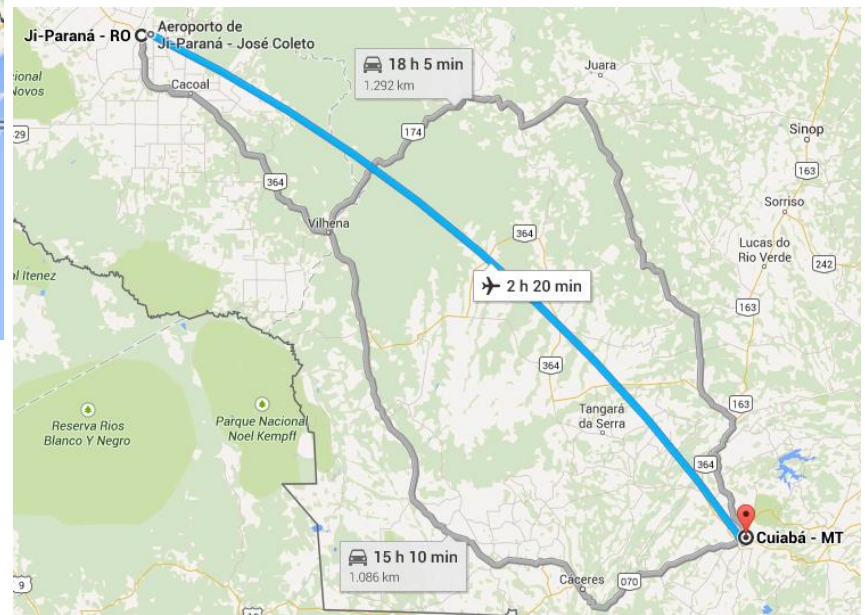 Ji-Paraná - RO
Aeroporto de
Ji-Paraná - José Coleto
18 h 5 min
1.292 km
Juara
Cacoal
174
Sinop
29
163
364
Sorriso
Vilhena
364
Lucas do
Rio Verde
242
2 h 20 min
163
364
Reserva Rios
Blanco Y Negro
Parque Nacional
Noel Kempff
Tangará
da Serra
163
364
Cuiabá - MT
15 h 10 min
1.086 km
Cáceres
070
9